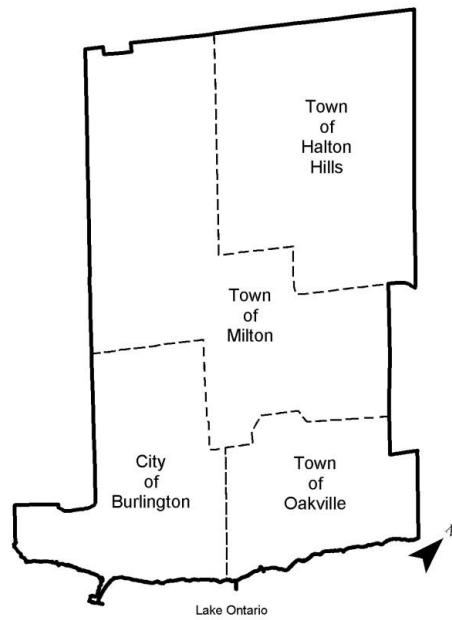 Town
of
Halton
Hills
Town
of
Milton
City
of
Burlington
Town
of
Oakville
Lake Ontario